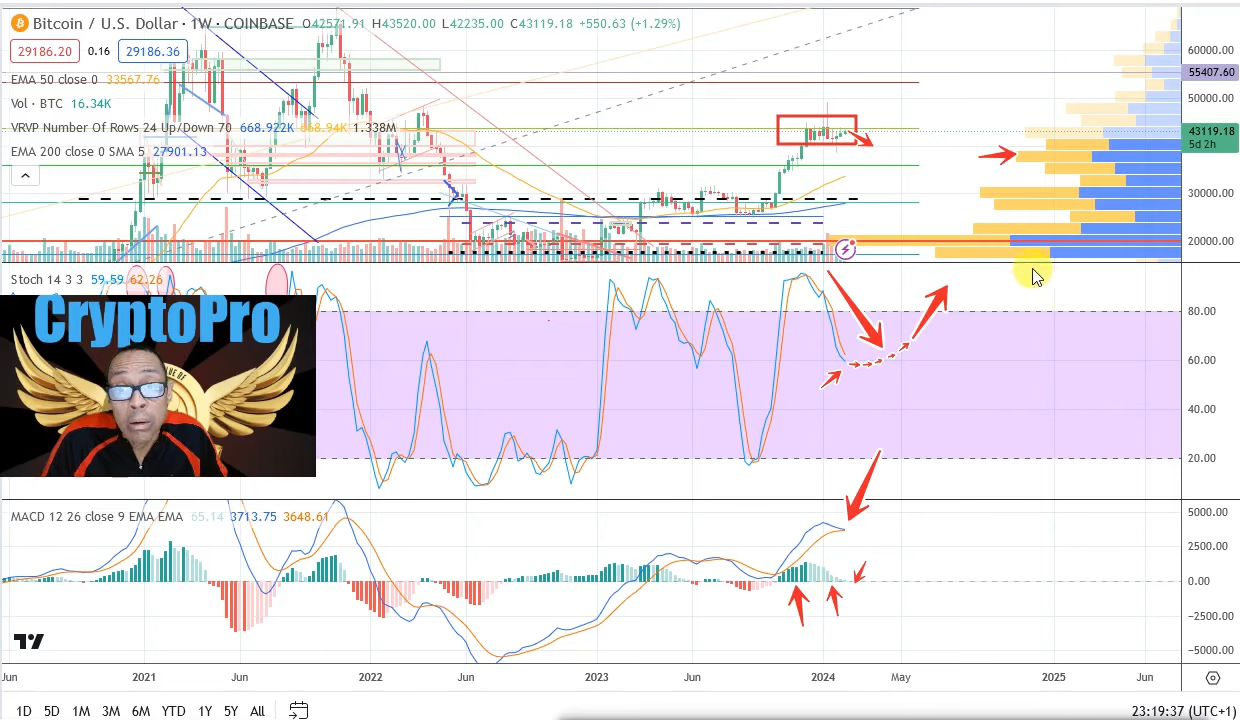 Bitcoin / U.S. Dollar · 1W · COINBASE O42571.91 H43520.00 L42235.00 C43119.18 +550.63 (+1.29%)
29186.20 0.16 29186.36
EMA 50 close 0 33567.76
Vol · BTC 16.34K
VRVP Number Of Rows 24 Up/Down 70 668.922K 668.94K 1.338M
EMA 200 close 0 SMA 5 27901.13
60000.00
55407.60
50000.00
43119.18
5d 2h
30000.00
20000.00
Stoch 14 3 3 59.59 62.26
80.00
60.00
40.00
20.00
CryptoPro
UE OF
MACD 12 26 close 9 EMA EMA 65.14 3713.75 3648.61
5000.00
2500.00
0.00
−2500.00
−5000.00
Jun 2021 Jun 2022 Jun 2023 Jun 2024 May 2025 Jun
1D 5D 1M 3M 6M YTD 1Y 5Y All 23:19:37 (UTC+1)